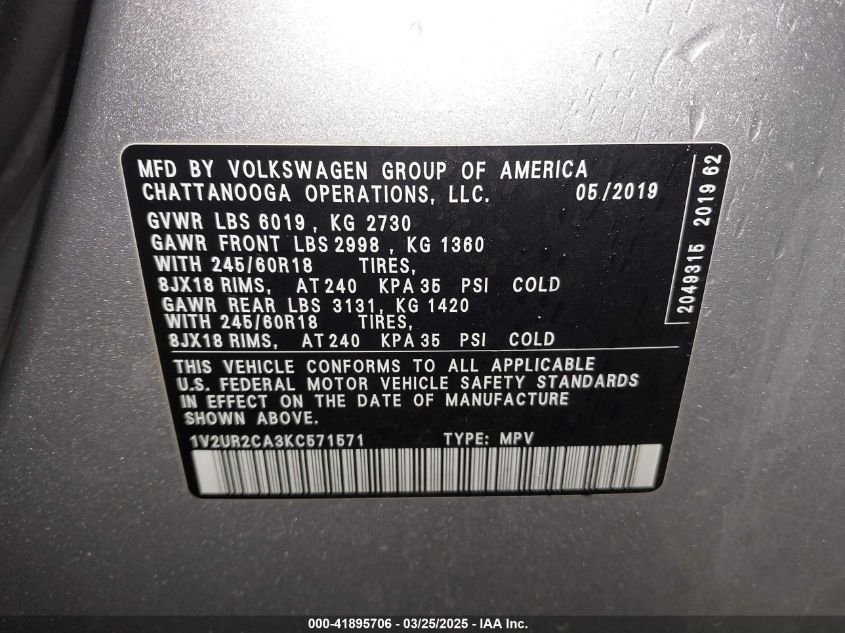 MFD BY VOLKSWAGEN GROUP OF AMERICA
CHATTANOOGA OPERATIONS, LLC. 05/2019
GVWR LBS 6019, KG 2730
GAWR FRONT LBS 2998, KG 1360
WITH 245/60R18 TIRES,
8JX18 RIMS, AT 240 KPA 35 PSI COLD
GAWR REAR LBS 3131, KG 1420
WITH 245/60R18 TIRES,
8JX18 RIMS, AT 240 KPA 35 PSI COLD
THIS VEHICLE CONFORMS TO ALL APPLICABLE
U.S. FEDERAL MOTOR VEHICLE SAFETY STANDARDS
IN EFFECT ON THE DATE OF MANUFACTURE
SHOWN ABOVE.
1V2UR2CA3KC571571 TYPE: MPV
2049315 2019 62
000-41895706 - 03/25/2025 - IAA Inc.